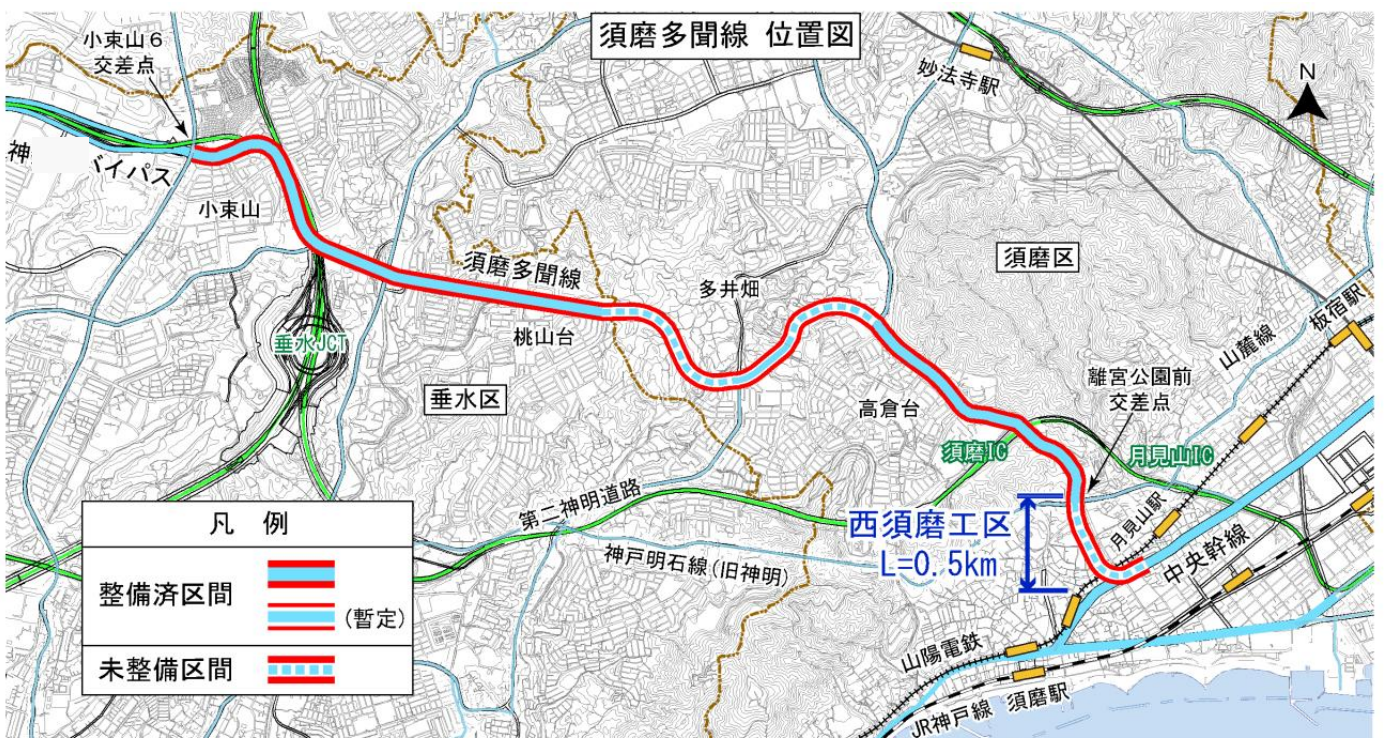 須磨多聞線 位置図
小束山6
交差点
妙法寺駅
N
神
バイパス
小束山
須磨多聞線
多井畑
須磨区
桃山台
垂水JCT
垂水区
板宿駅
山麓線
離宮公園前
交差点
高倉台
須磨IC
月見山IC
第二神明道路
西須磨工区
L=0.5km
月見山駅
中央幹線
神戸明石線(旧神明)
凡 例
整備済区間
(暫定)
未整備区間
山陽電鉄
須磨駅
JR神戸線